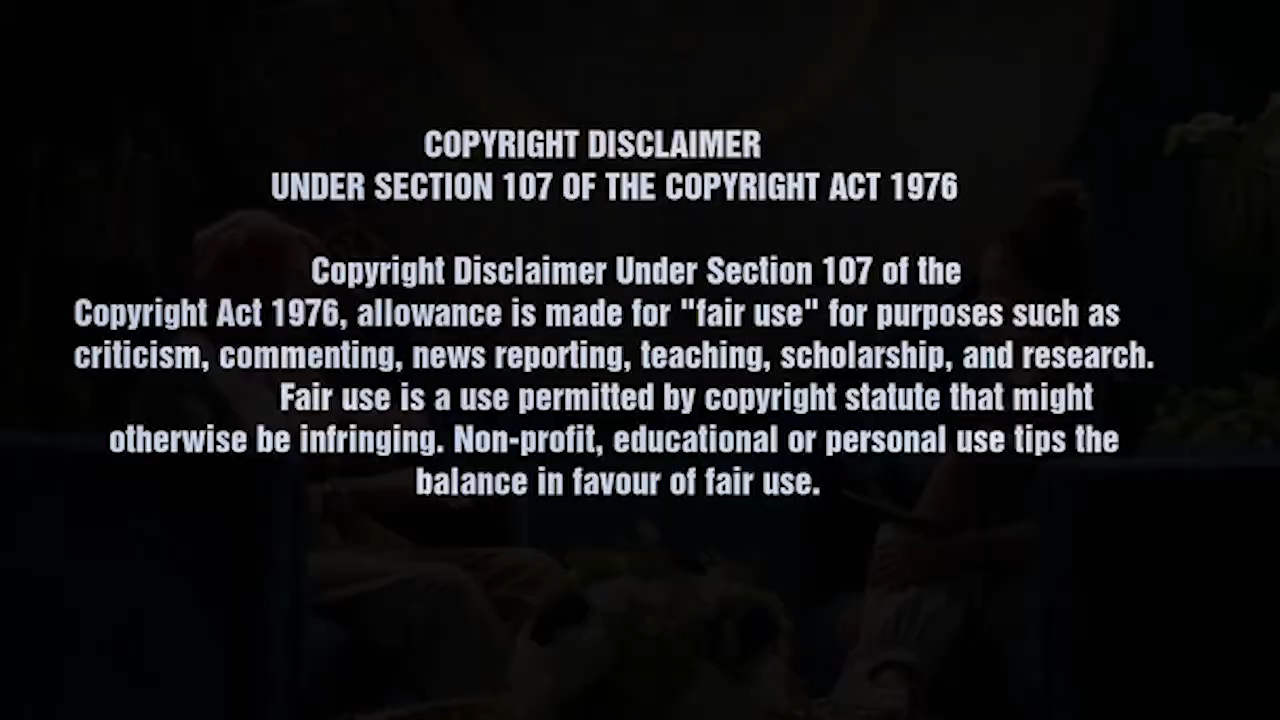 COPYRIGHT DISCLAIMER
UNDER SECTION 107 OF THE COPYRIGHT ACT 1976
Copyright Disclaimer Under Section 107 of the
Copyright Act 1976, allowance is made for "fair use" for purposes such as
criticism, commenting, news reporting, teaching, scholarship, and research.
Fair use is a use permitted by copyright statute that might
otherwise be infringing. Non-profit, educational or personal use tips the
balance in favour of fair use.